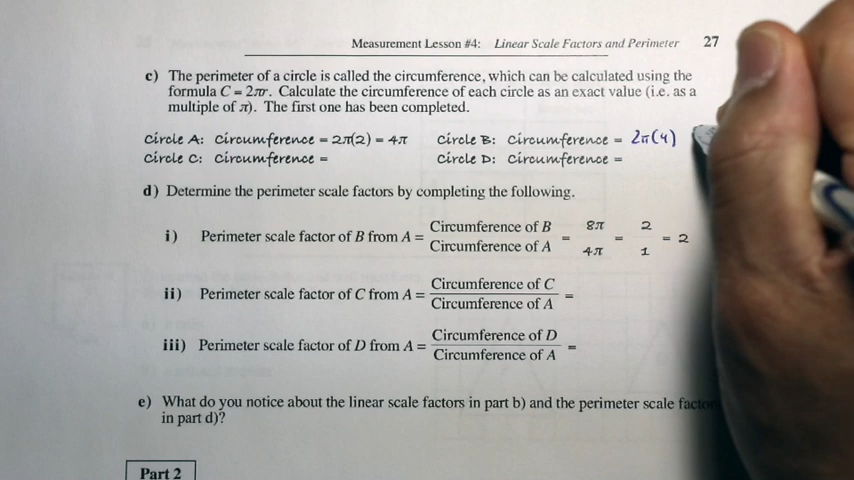 Measurement Lesson #4: Linear Scale Factors and Perimeter 27
c) The perimeter of a circle is called the circumference, which can be calculated using the
formula C = 2πr. Calculate the circumference of each circle as an exact value (i.e. as a
multiple of π). The first one has been completed.
Circle A: Circumference = 2π(2) = 4π Circle B: Circumference = 2π(4)
Circle C: Circumference = Circle D: Circumference =
d) Determine the perimeter scale factors by completing the following.
i) Perimeter scale factor of B from A = Circumference of B / Circumference of A = 8π / 4π = 2 / 1 = 2
ii) Perimeter scale factor of C from A = Circumference of C / Circumference of A =
iii) Perimeter scale factor of D from A = Circumference of D / Circumference of A =
e) What do you notice about the linear scale factors in part b) and the perimeter scale
in part d)?
Part 2